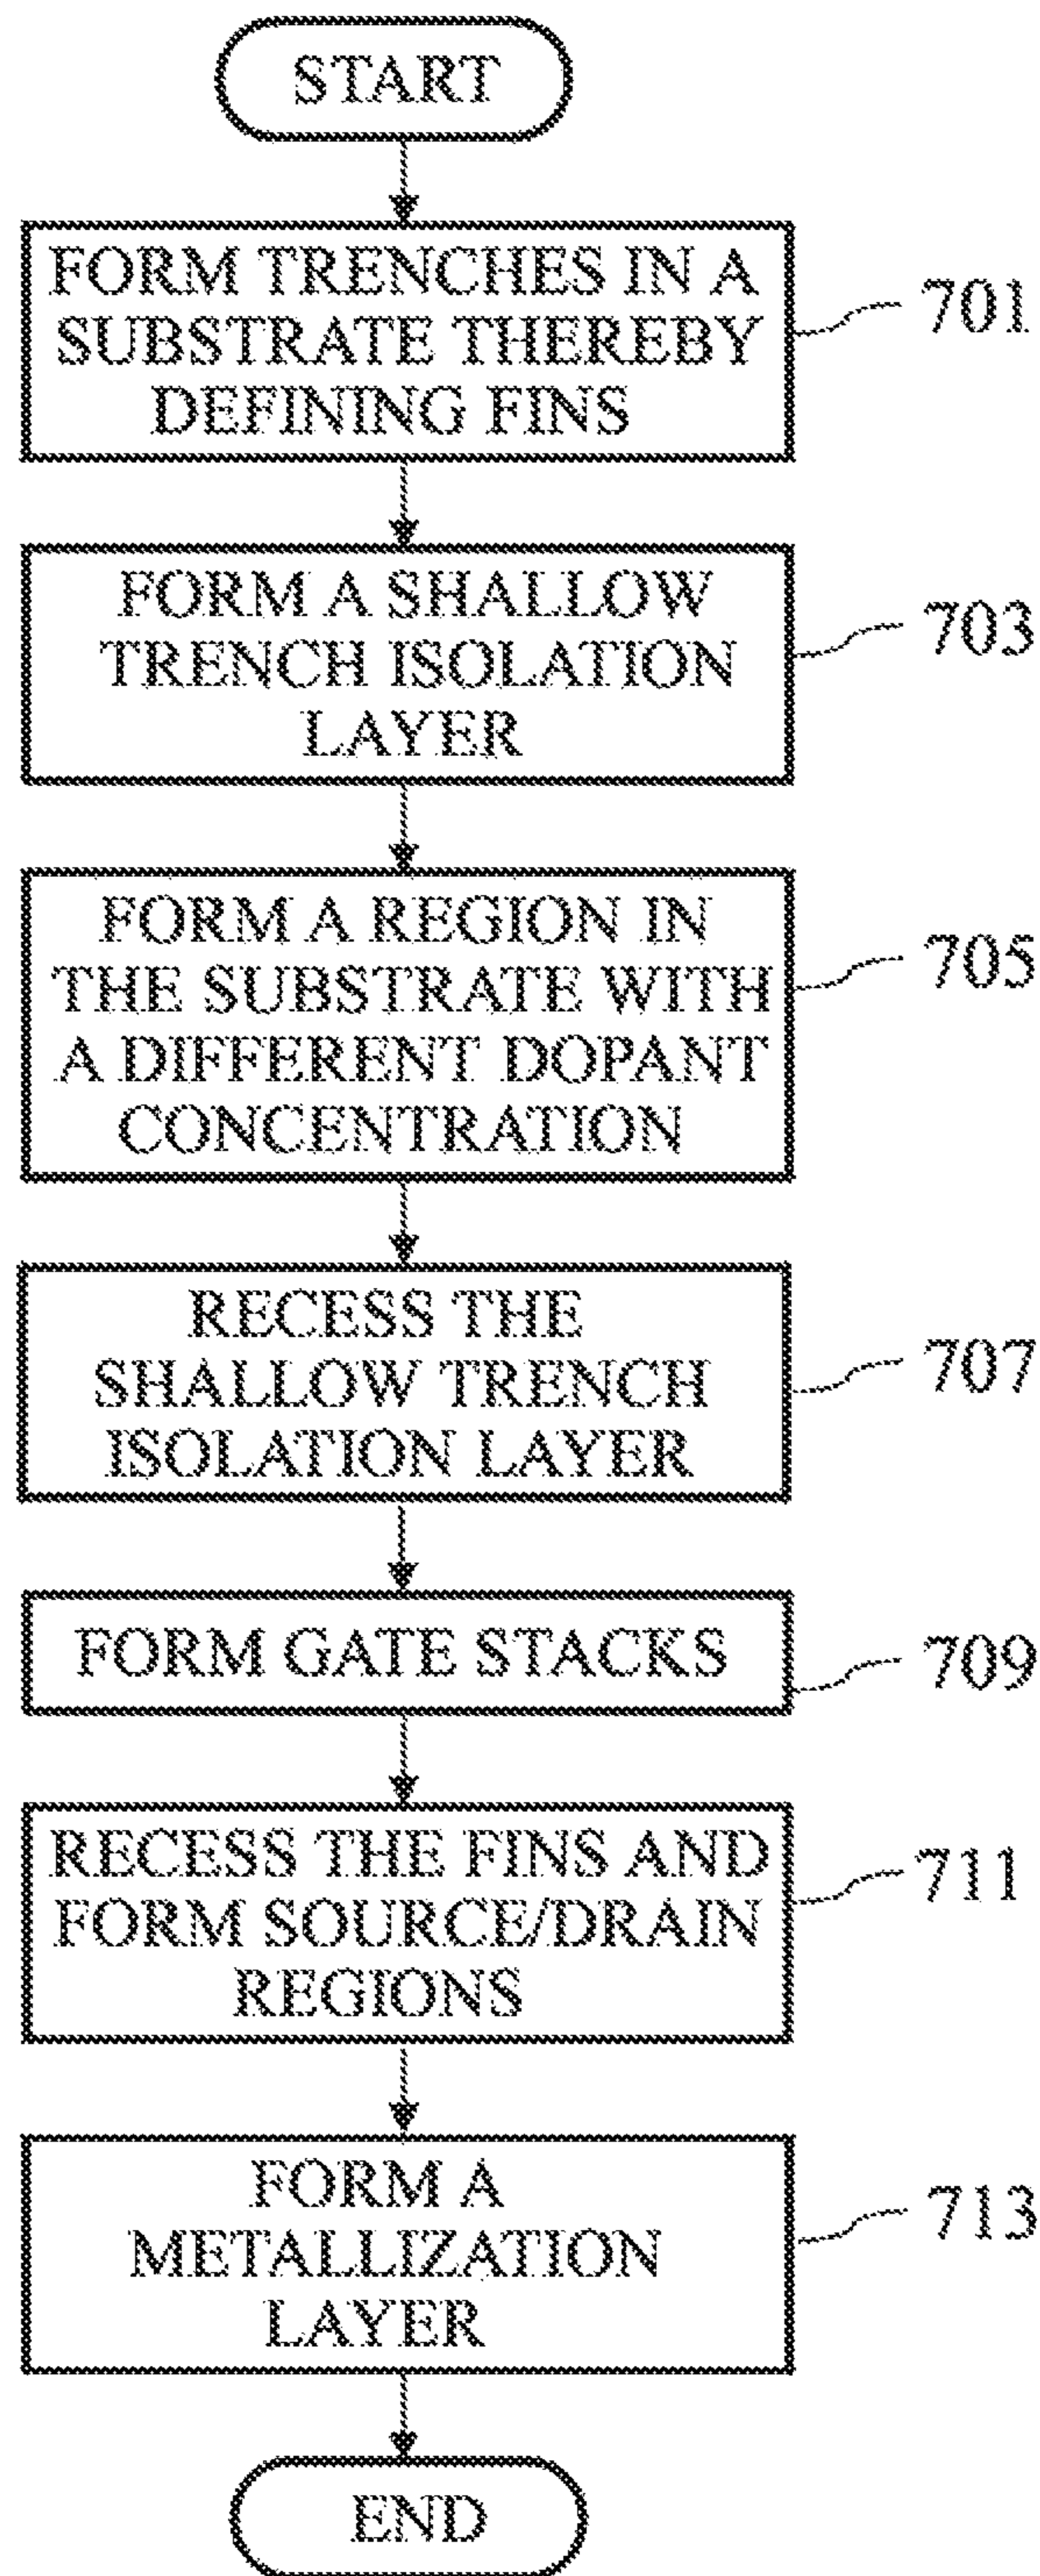 START
FORM TRENCHES IN A
SUBSTRATE THEREBY
DEFINING FINS
701
FORM A SHALLOW
TRENCH ISOLATION
LAYER
703
FORM A REGION IN
THE SUBSTRATE WITH
A DIFFERENT DOPANT
CONCENTRATION
705
RECESS THE
SHALLOW TRENCH
ISOLATION LAYER
707
FORM GATE STACKS
709
RECESS THE FINS AND
FORM SOURCE/DRAIN
REGIONS
711
FORM A
METALLIZATION
LAYER
713
END